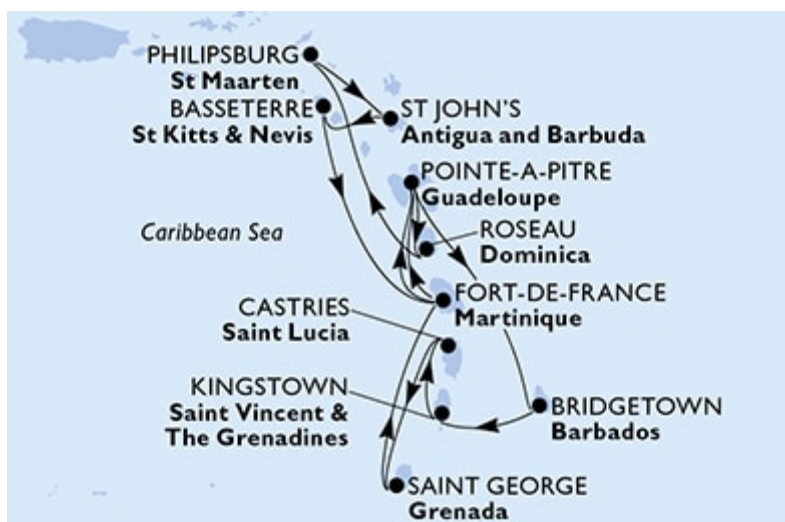 PHILIPSBURG
St Maarten
BASSETERRE
St Kitts & Nevis
ST JOHN'S
Antigua and Barbuda
POINTE-A-PITRE
Guadeloupe
Caribbean Sea
ROSEAU
Dominica
FORT-DE-FRANCE
Martinique
CASTRIES
Saint Lucia
KINGSTOWN
Saint Vincent &
The Grenadines
BRIDGETOWN
Barbados
SAINT GEORGE
Grenada